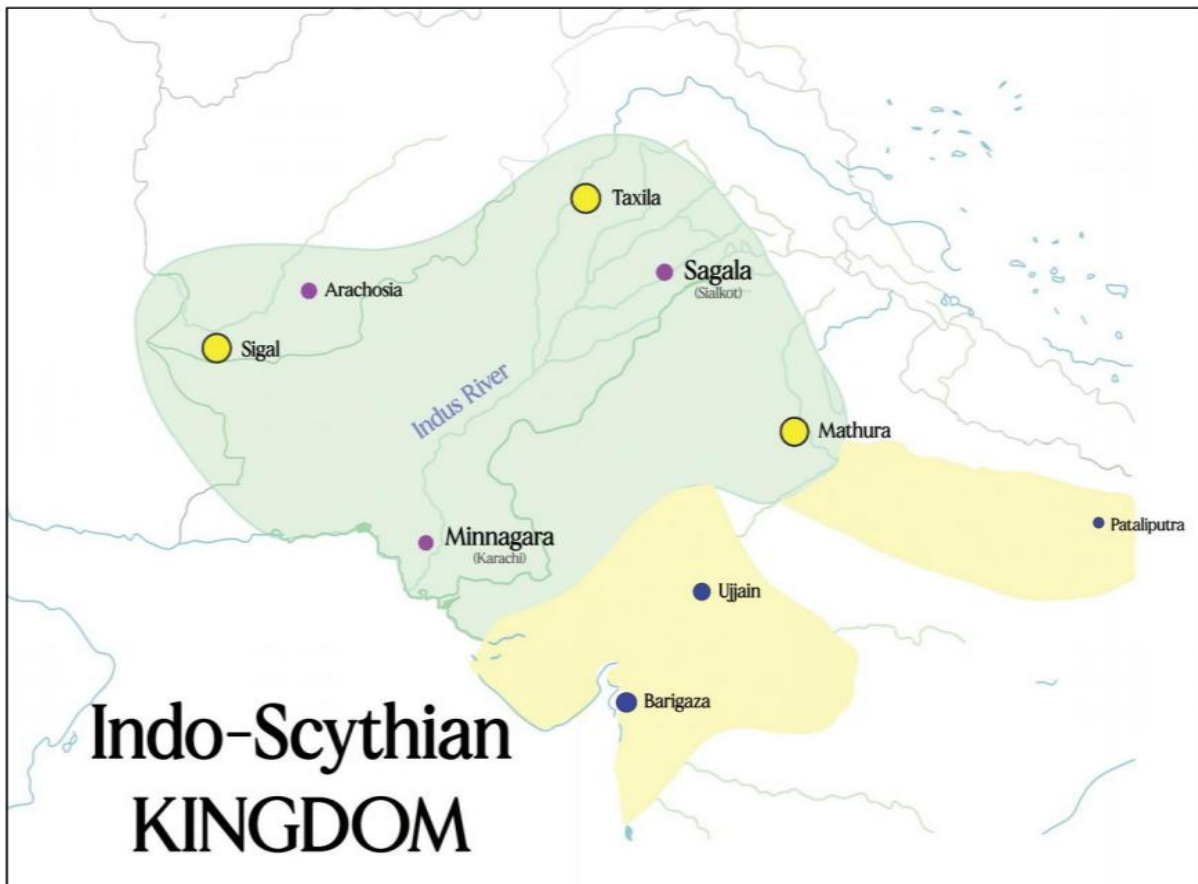 Taxila
Sagala
(Sialkot)
Arachosia
Sigal
Indus River
Mathura
Pataliputra
Minnagara
(Karachi)
Ujjain
Barigaza
Indo-Scythian
KINGDOM